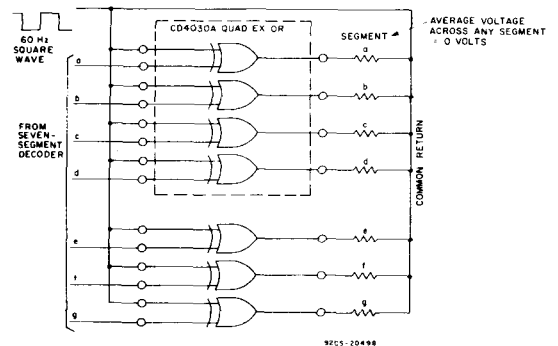 60 Hz
SQUARE
WAVE
CD4030A QUAD EX OR
SEGMENT
AVERAGE VOLTAGE
ACROSS ANY SEGMENT
= 0 VOLTS
a
a
b
b
FROM
SEVEN-
SEGMENT
DECODER
c
c
d
d
COMMON RETURN
e
e
f
f
g
g
92CS-20498